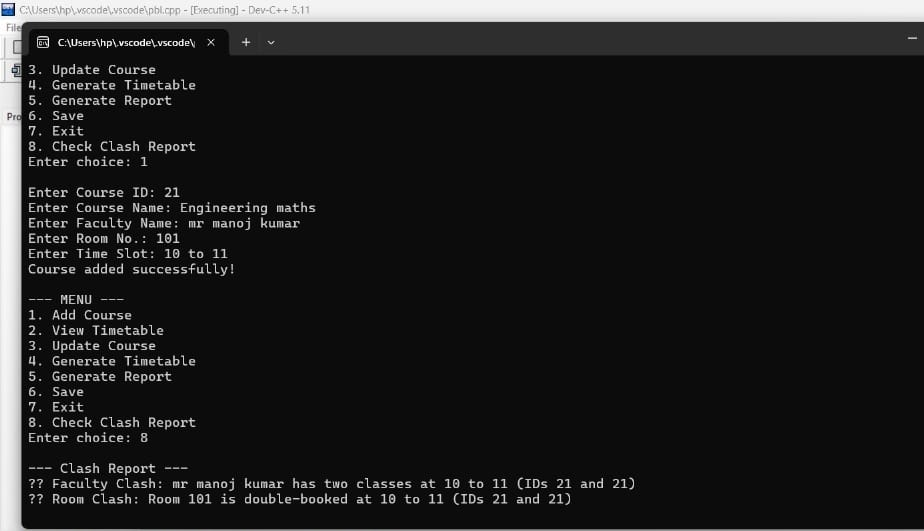 C:\Users\hp\.vscode\.vscode\pbl.cpp - [Executing] - Dev-C++ 5.11
File
C:\Users\hp\.vscode\.vscode\
3. Update Course
4. Generate Timetable
5. Generate Report
6. Save
7. Exit
8. Check Clash Report
Enter choice: 1
Enter Course ID: 21
Enter Course Name: Engineering maths
Enter Faculty Name: mr manoj kumar
Enter Room No.: 101
Enter Time Slot: 10 to 11
Course added successfully!
--- MENU ---
1. Add Course
2. View Timetable
3. Update Course
4. Generate Timetable
5. Generate Report
6. Save
7. Exit
8. Check Clash Report
Enter choice: 8
--- Clash Report ---
?? Faculty Clash: mr manoj kumar has two classes at 10 to 11 (IDs 21 and 21)
?? Room Clash: Room 101 is double-booked at 10 to 11 (IDs 21 and 21)